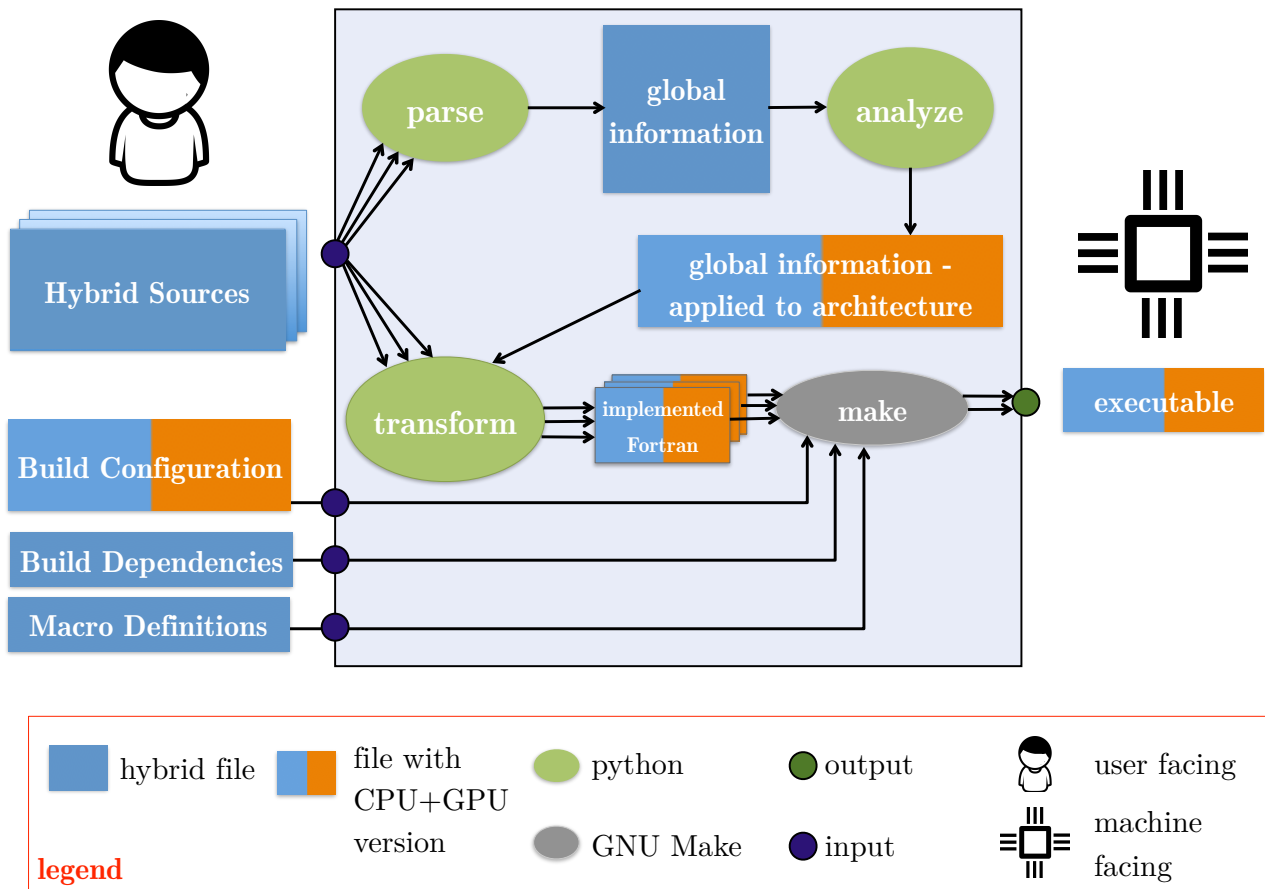 parse
global
information
analyze
Hybrid Sources
global information -
applied to architecture
transform
implemented
Fortran
make
executable
Build Configuration
Build Dependencies
Macro Definitions
hybrid file
file with
CPU+GPU
version
python
GNU Make
output
input
user facing
machine
facing
legend